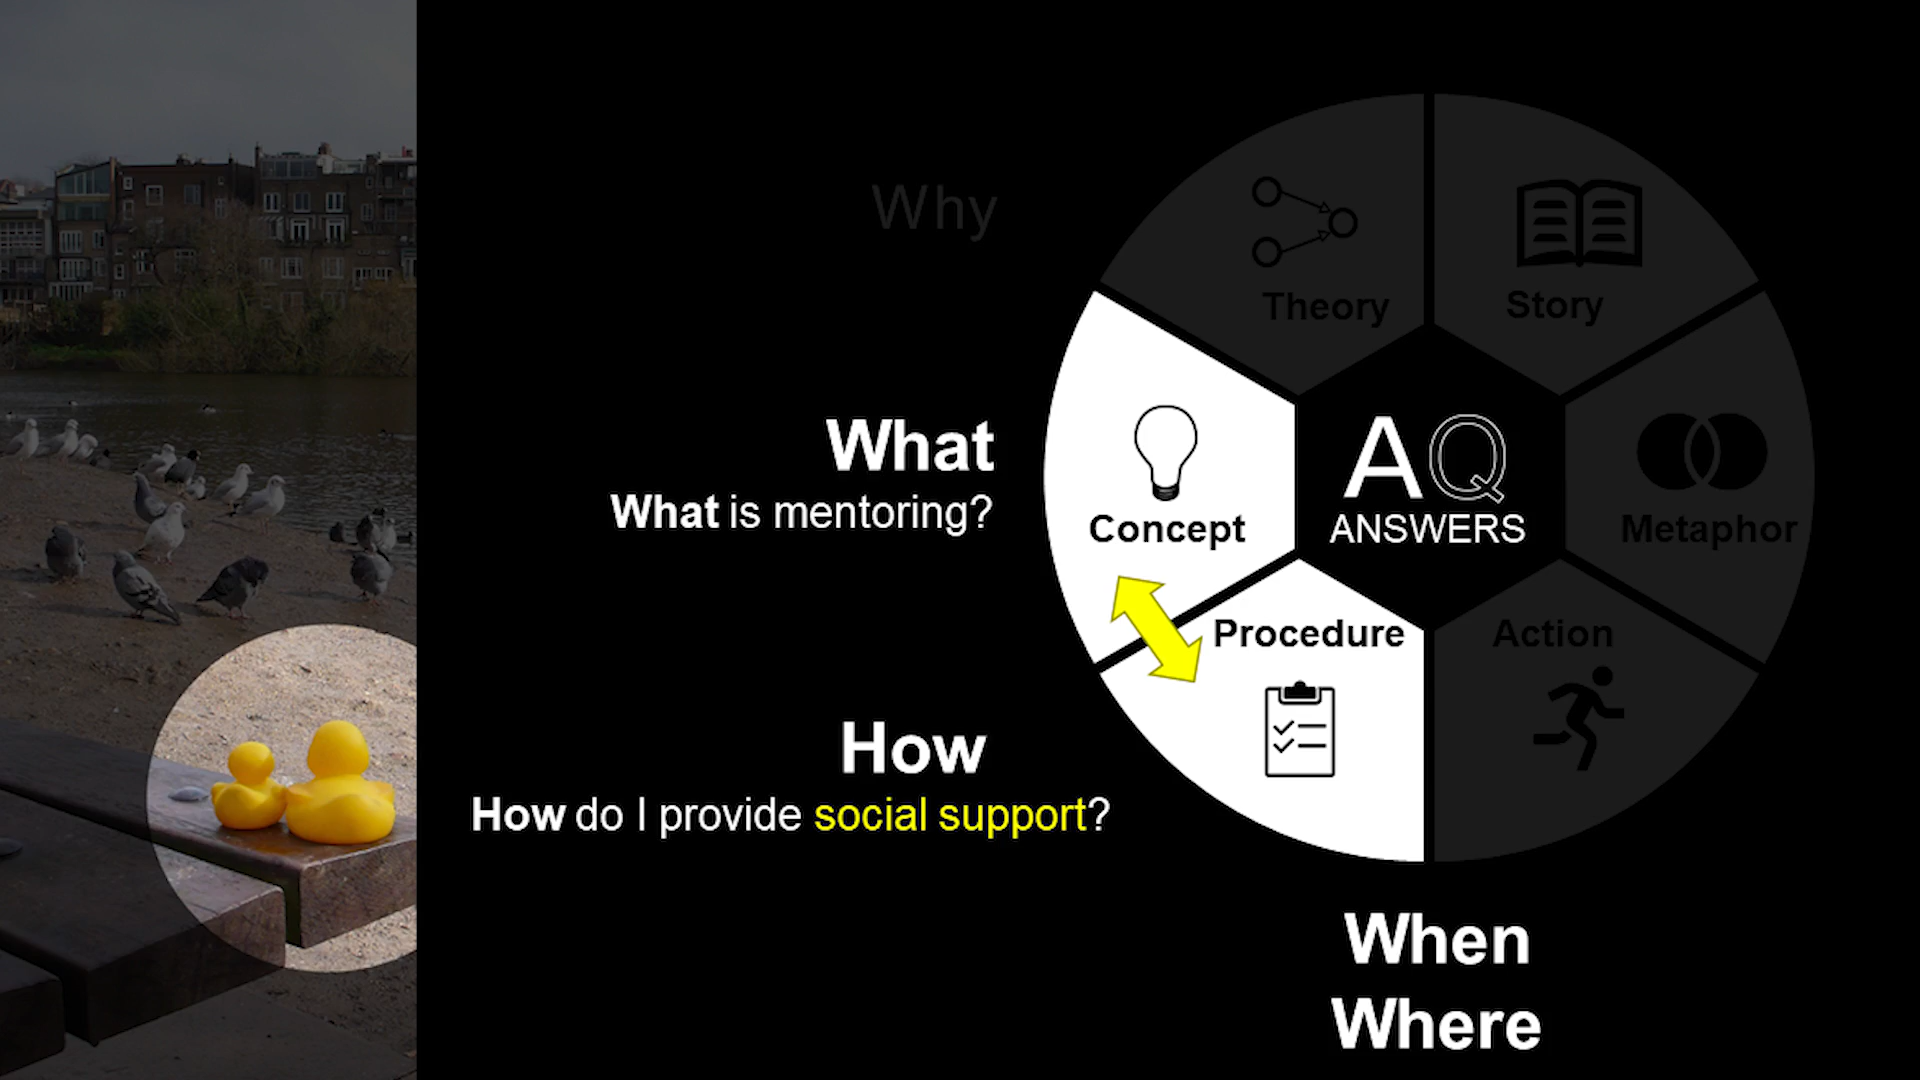 Why
What
What is mentoring?
How
How do I provide social support?
Theory
Story
Concept
AQ
ANSWERS
Metaphor
Procedure
Action
When
Where